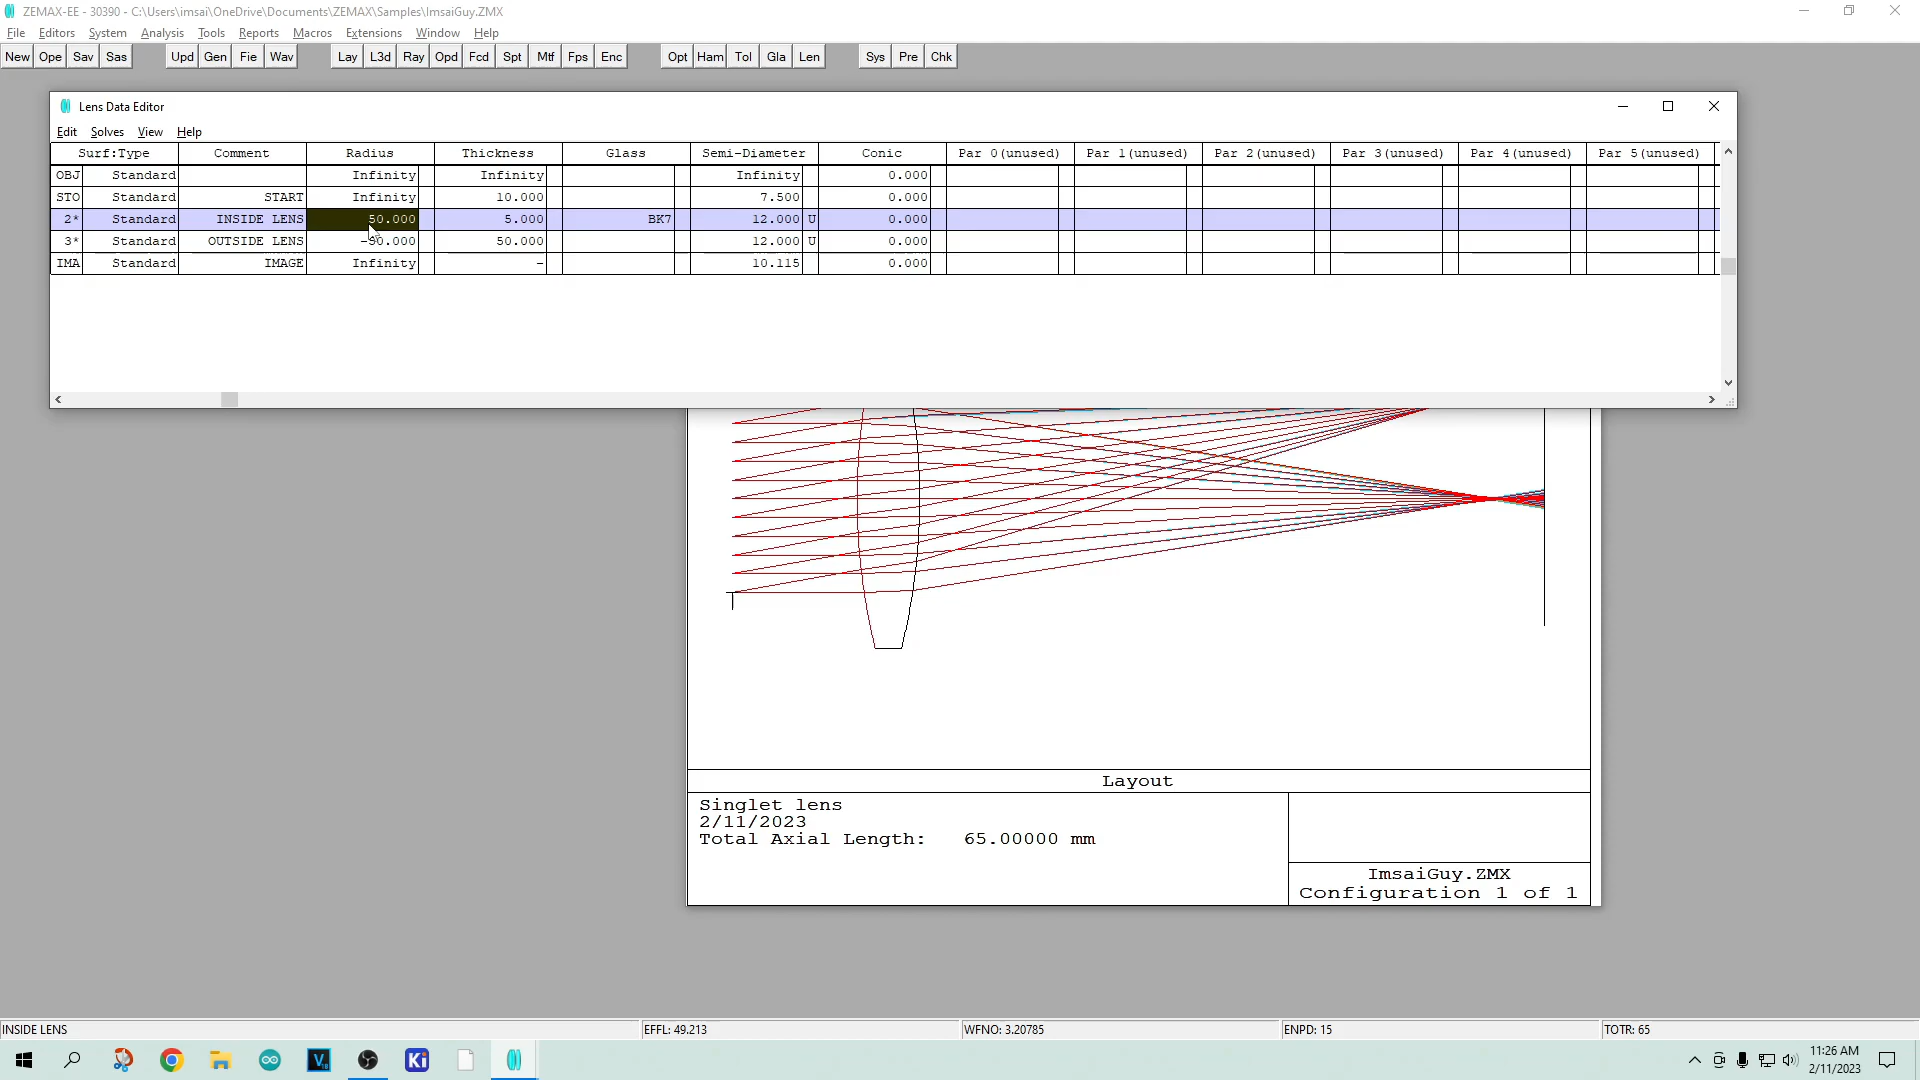 ZEMAX-EE - 30390 - C:\Users\imsai\OneDrive\Documents\ZEMAX\Samples\ImsaiGuy.ZMX
File Editors System Analysis Tools Reports Macros Extensions Window Help
New Ope Sav Sas Upd Gen Fie Wav Lay L3d Ray Opd Fcd Spt Mtf Fps Enc Opt Ham Tol Gla Len Sys Pre Chk
Lens Data Editor
Edit Solves View Help
Surf:Type Comment Radius Thickness Glass Semi-Diameter Conic Par 0(unused) Par 1(unused) Par 2(unused) Par 3(unused) Par 4(unused) Par 5(unused)
OBJ Standard Infinity Infinity Infinity 0.000
STO Standard START Infinity 10.000 7.500 0.000
2* Standard INSIDE LENS 50.000 5.000 BK7 12.000 U 0.000
3* Standard OUTSIDE LENS 50.000 12.000 U 0.000
IMA Standard IMAGE Infinity - 10.115 0.000
Layout
Singlet lens
2/11/2023
Total Axial Length: 65.00000 mm
ImsaiGuy.ZMX
Configuration 1 of 1
INSIDE LENS EFFL: 49.213 WFNO: 3.20785 ENPD: 15 TOTR: 65
11:26 AM
2/11/2023